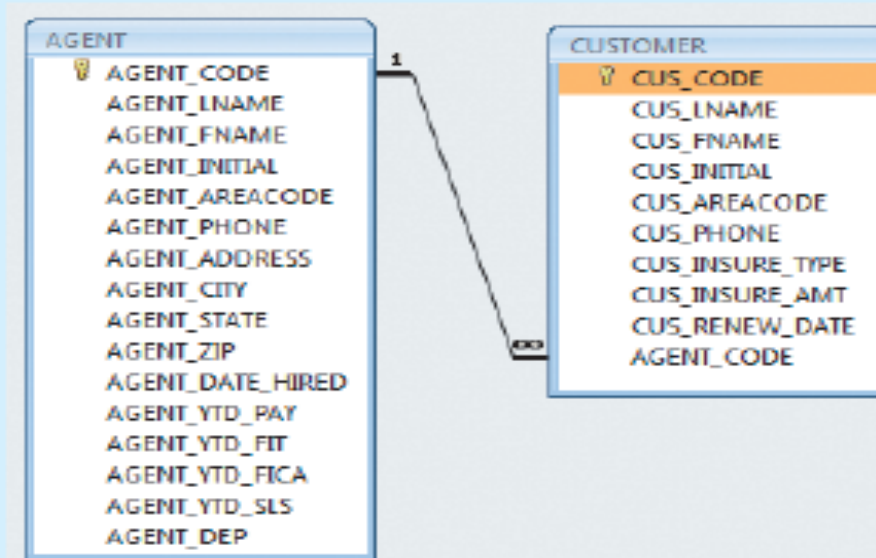 AGENT
AGENT_CODE
AGENT_LNAME
AGENT_FNAME
AGENT_INITIAL
AGENT_AREACODE
AGENT_PHONE
AGENT_ADDRESS
AGENT_CITY
AGENT_STATE
AGENT_ZIP
AGENT_DATE_HIRED
AGENT_YTD_PAY
AGENT_YTD_FIT
AGENT_YTD_FICA
AGENT_YTD_SLS
AGENT_DEP
1
∞
CUSTOMER
CUS_CODE
CUS_LNAME
CUS_FNAME
CUS_INITIAL
CUS_AREACODE
CUS_PHONE
CUS_INSURE_TYPE
CUS_INSURE_AMT
CUS_RENEW_DATE
AGENT_CODE